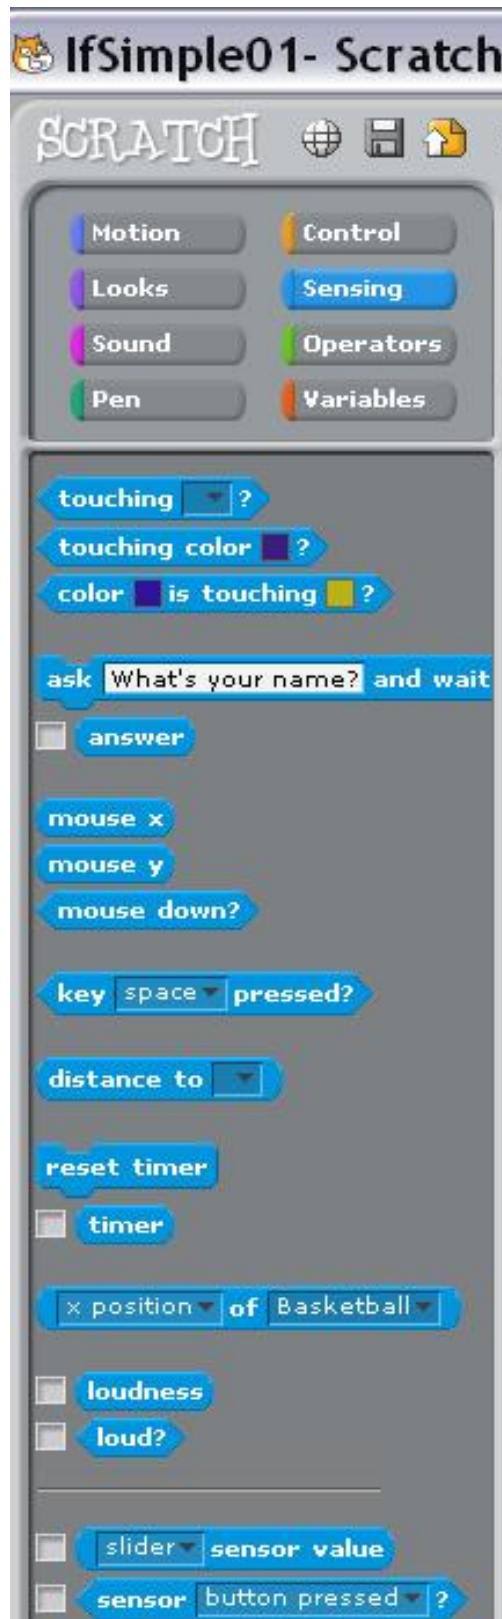 IfSimple01- Scratch
SCRATCH
Motion Control
Looks Sensing
Sound Operators
Pen Variables
touching ?
touching color ?
color is touching ?
ask What's your name? and wait
answer
mouse x
mouse y
mouse down?
key space pressed?
distance to
reset timer
timer
x position of Basketball
loudness
loud?
slider sensor value
sensor button pressed ?